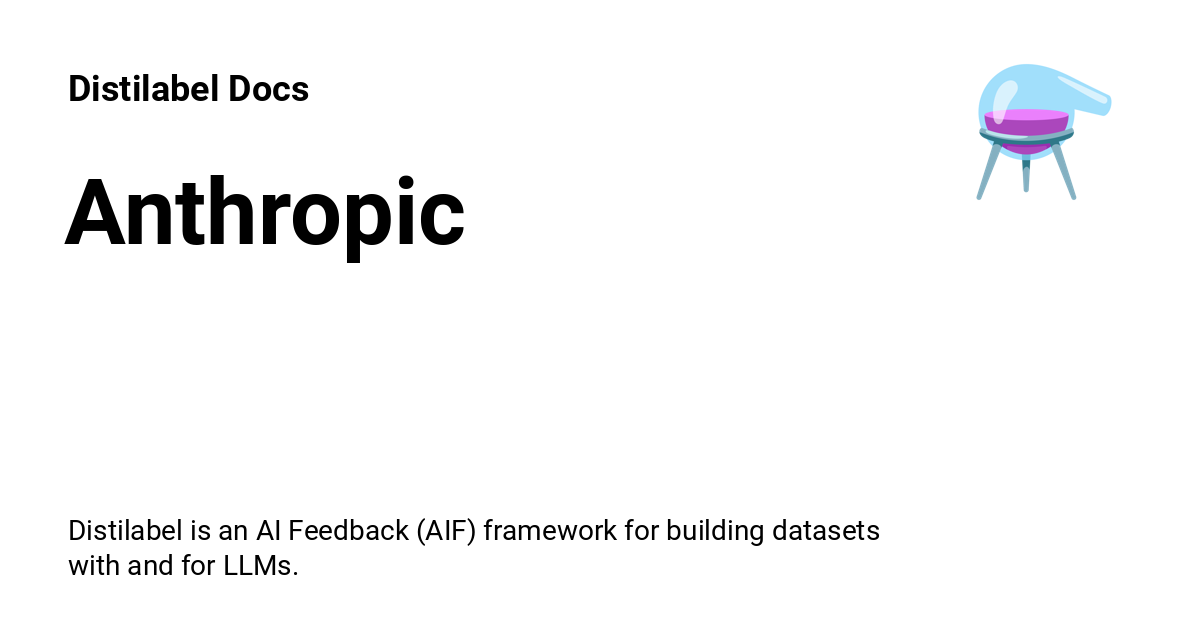 Distilabel Docs
Anthropic
Distilabel is an AI Feedback (AIF) framework for building datasets
with and for LLMs.